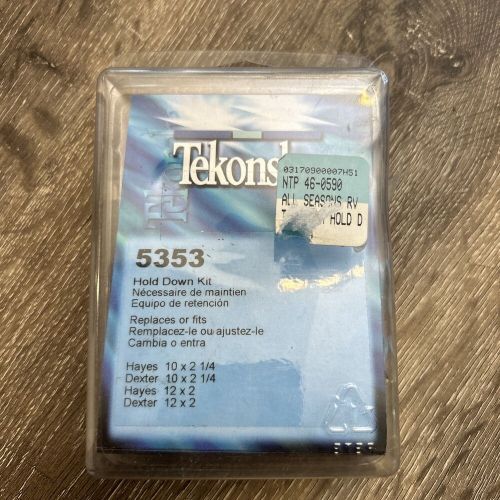 03170900007H51
NTP 46-0590
ALL SEASONS RV
HOLD D
5353
Hold Down Kit
Nécessaire de maintien
Equipo de retención
Replaces or fits
Remplacez-le ou ajustez-le
Cambia o entra
Hayes 10 x 2 1/4
Dexter 10 x 2 1/4
Hayes 12 x 2
Dexter 12 x 2